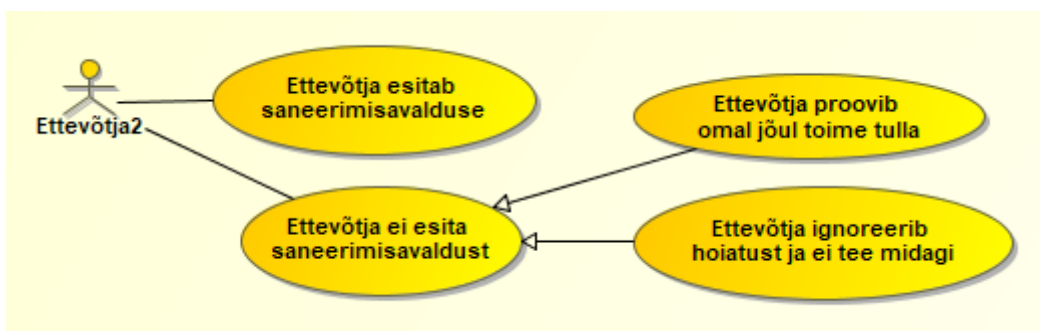 Ettevõtja2
Ettevõtja esitab
saneerimisavalduse
Ettevõtja ei esita
saneerimisavaldust
Ettevõtja proovib
omal jõul toime tulla
Ettevõtja ignoreerib
hoiatust ja ei tee midagi